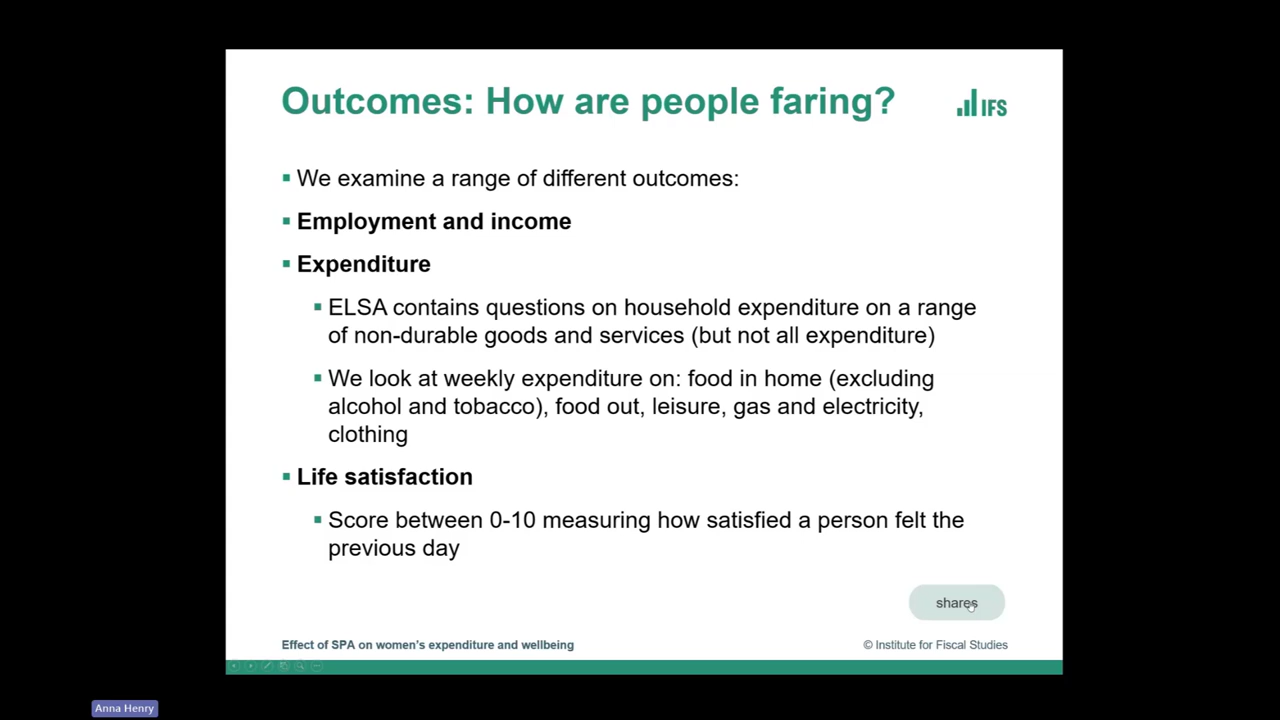 Outcomes: How are people faring?
IFS
▪ We examine a range of different outcomes:
▪ Employment and income
▪ Expenditure
▪ ELSA contains questions on household expenditure on a range
of non-durable goods and services (but not all expenditure)
▪ We look at weekly expenditure on: food in home (excluding
alcohol and tobacco), food out, leisure, gas and electricity,
clothing
▪ Life satisfaction
▪ Score between 0-10 measuring how satisfied a person felt the
previous day
shares
Effect of SPA on women's expenditure and wellbeing
© Institute for Fiscal Studies
Anna Henry